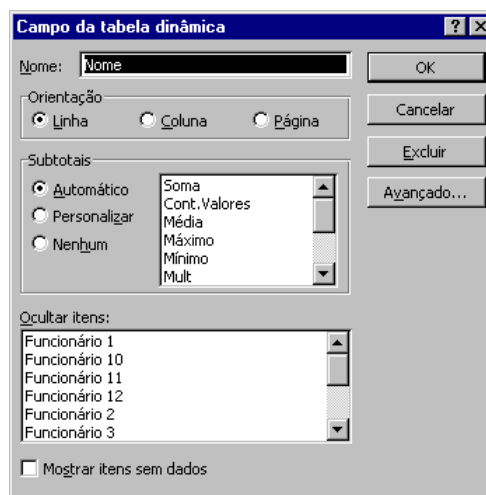 Campo da tabela dinâmica
Nome: Nome
OK
Orientação
Linha Coluna Página
Cancelar
Excluir
Subtotais
Avançado...
Automático
Personalizar
Nenhum
Soma
Cont.Valores
Média
Máximo
Mínimo
Mult
Ocultar itens:
Funcionário 1
Funcionário 10
Funcionário 11
Funcionário 12
Funcionário 2
Funcionário 3
Mostrar itens sem dados